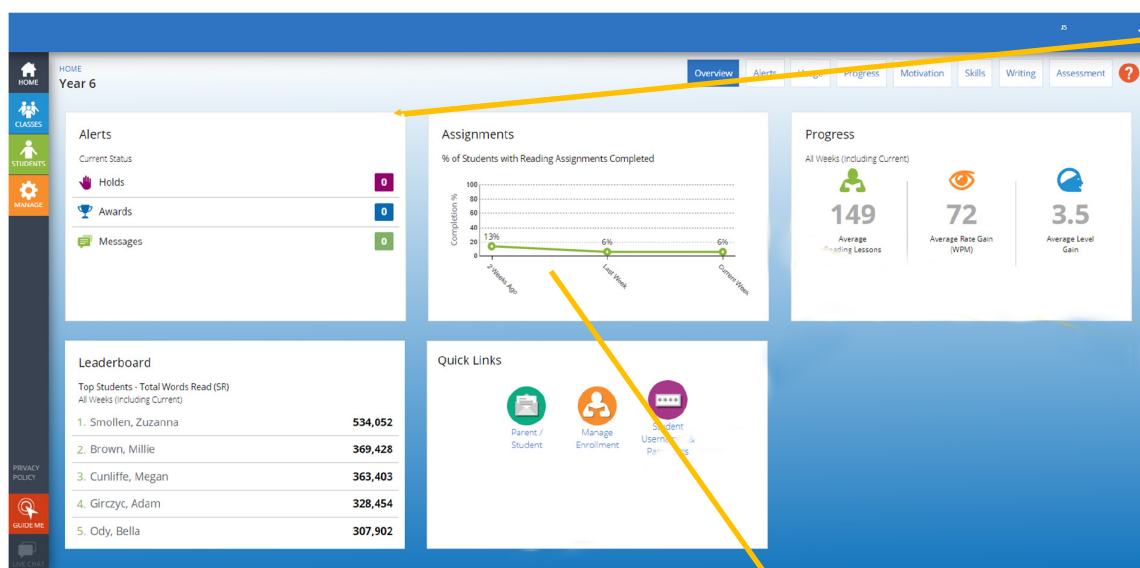 JS
HOME
CLASSES
STUDENTS
MANAGE
PRIVACY
POLICY
GUIDE ME
LIVE CHAT
HOME
Year 6
Overview
Alerts
Progress
Motivation
Skills
Writing
Assessment
?
Alerts
Current Status
Holds 0
Awards 0
Messages 0
Assignments
% of Students with Reading Assignments Completed
Completion %
100
80
60
40
20
0
13%
6%
6%
2 Weeks Ago
Last Week
Current Week
Progress
All Weeks (Including Current)
149
Average
Reading Lessons
72
Average Rate Gain
(WPM)
3.5
Average Level
Gain
Leaderboard
Top Students - Total Words Read (SR)
All Weeks (Including Current)
1. Smollen, Zuzanna 534,052
2. Brown, Millie 369,428
3. Cunliffe, Megan 363,403
4. Girczyc, Adam 328,454
5. Ody, Bella 307,902
Quick Links
Parent /
Student
Manage
Enrollment
Student
&